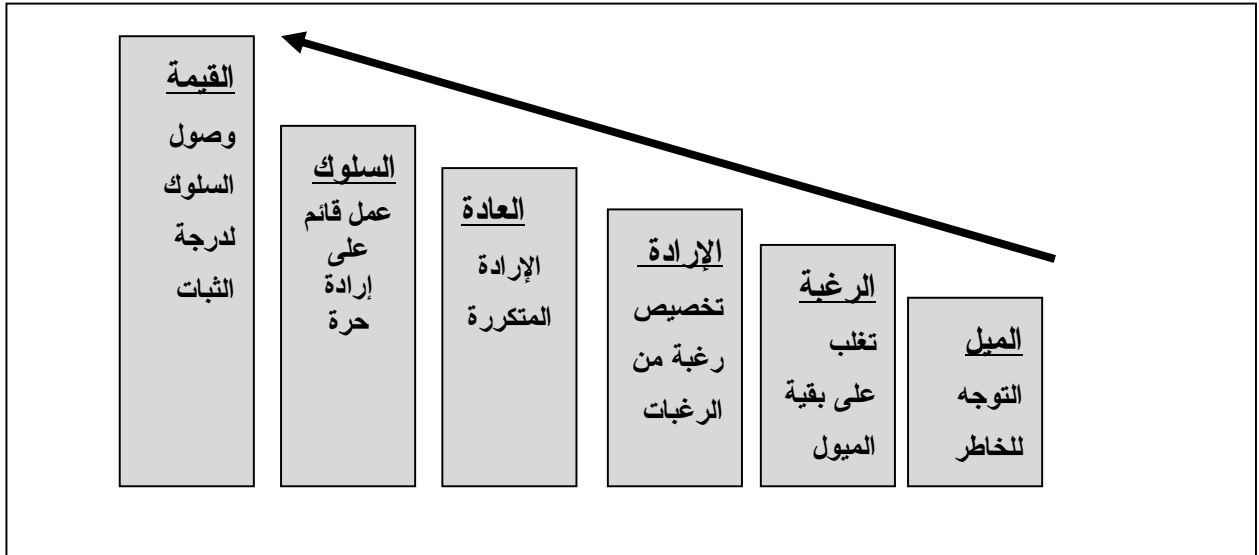 الميل
التوجه
للخاطر
الرغبة
تغلب
على بقية
الميول
الإرادة
تخصيص
رغبة من
الرغبات
العادة
الإرادة
المتكررة
السلوك
عمل قائم
على
إرادة
حرة
القيمة
وصول
السلوك
لدرجة
الثبات